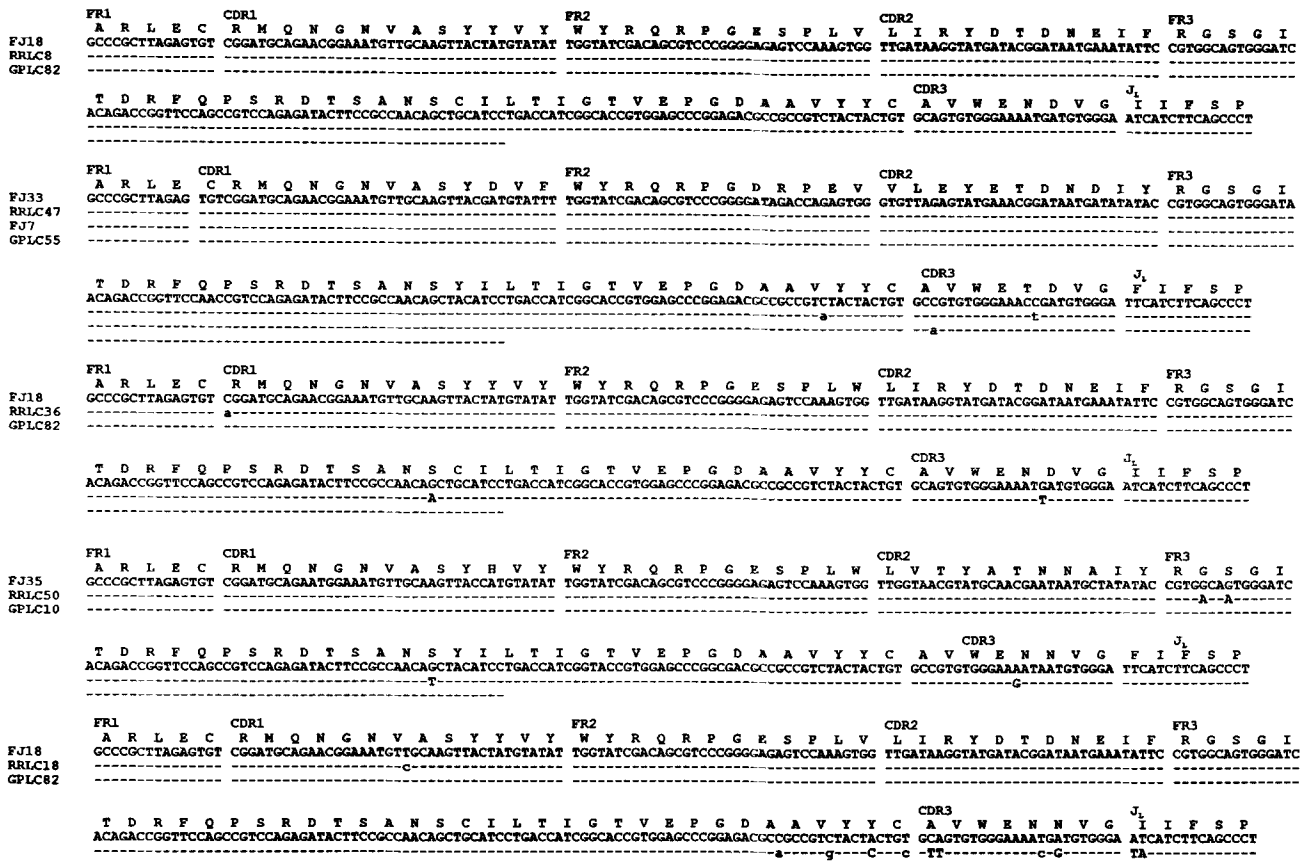 FR1 CDR1 FR2 CDR2 FR3
A R L E C R M Q N G N V A S Y Y V Y W Y R Q R P G E S P L V L I R Y D T D N E I F R G S G I
FJ18 GCCCGCTTAGAGTGT CGGATGCAGAACGGAAATGTTGCAAGTTACTATGTATAT TGGTATCGACAGCGTCCCGGGGAGAGTCCAAAGTGG TTGATAAGGTATGATACGGATAATGAAATATTC CGTGGCAGTGGGATC
RRLC8
GPLC82
CDR3 JL
T D R F Q P S R D T S A N S C I L T I G T V E P G D A A V Y Y C A V W E N D V G I I F S P
ACAGACCGGTTCCAGCCGTCCAGAGATACTTCCGCCAACAGCTGCATCCTGACCATCGGCACCGTGGAGCCCGGAGACGCCGCCGTCTACTACTGT GCAGTGTGGGAAAATGATGTGGGA ATCATCTTCAGCCCT
FR1 CDR1 FR2 CDR2 FR3
A R L E C R M Q N G N V A S Y D V F W Y R Q R P G D R P E V V L E Y E T D N D I Y R G S G I
FJ33 GCCCGCTTAGAG TGTCGGATGCAGAACGGAAATGTTGCAAGTTACGATGTATTT TGGTATCGACAGCGTCCCGGGGATAGACCAGAGTGG GTGTTAGAGTATGAAACGGATAATGATATATAC CGTGGCAGTGGGATA
RRLC47
FJ7
GPLC55
CDR3 JL
T D R F Q P S R D T S A N S Y I L T I G T V E P G D A A V Y Y C A V W E T D V G F I F S P
ACAGACCGGTTCCAACCGTCCAGAGATACTTCCGCCAACAGCTACATCCTGACCATCGGCACCGTGGAGCCCGGAGACGCCGCCGTCTACTACTGT GCCGTGTGGGAAACCGATGTGGGA TTCATCTTCAGCCCT
a t
a
FR1 CDR1 FR2 CDR2 FR3
A R L E C R M Q N G N V A S Y Y V Y W Y R Q R P G E S P L W L I R Y D T D N E I F R G S G I
FJ18 GCCCGCTTAGAGTGT CGGATGCAGAACGGAAATGTTGCAAGTTACTATGTATAT TGGTATCGACAGCGTCCCGGGGAGAGTCCAAAGTGG TTGATAAGGTATGATACGGATAATGAAATATTC CGTGGCAGTGGGATC
RRLC36 a
GPLC82
CDR3 JL
T D R F Q P S R D T S A N S C I L T I G T V E P G D A A V Y Y C A V W E N D V G I I F S P
ACAGACCGGTTCCAGCCGTCCAGAGATACTTCCGCCAACAGCTGCATCCTGACCATCGGCACCGTGGAGCCCGGAGACGCCGCCGTCTACTACTGT GCAGTGTGGGAAAATGATGTGGGA ATCATCTTCAGCCCT
A T
FR1 CDR1 FR2 CDR2 FR3
A R L E C R M Q N G N V A S Y H V Y W Y R Q R P G E S P L W L V T Y A T N N A I Y R G S G I
FJ35 GCCCGCTTAGAGTGT CGGATGCAGAATGGAAATGTTGCAAGTTACCATGTATAT TGGTATCGACAGCGTCCCGGGGAGAGTCCAAAGTGG TTGGTAACGTATGCAACGAATAATGCTATATAC CGTGGCAGTGGGATC
RRLC50 A A
GPLC10
CDR3 JL
T D R F Q P S R D T S A N S Y I L T I G T V E P G D A A V Y Y C A V W E N N V G F I F S P
ACAGACCGGTTCCAGCCGTCCAGAGATACTTCCGCCAACAGCTACATCCTGACCATCGGTACCGTGGAGCCCGGCGACGCCGCCGTCTACTACTGT GCCGTGTGGGAAAATAATGTGGGA TTCATCTTCAGCCCT
T G
FR1 CDR1 FR2 CDR2 FR3
A R L E C R M Q N G N V A S Y Y V Y W Y R Q R P G E S P L V L I R Y D T D N E I F R G S G I
FJ18 GCCCGCTTAGAGTGT CGGATGCAGAACGGAAATGTTGCAAGTTACTATGTATAT TGGTATCGACAGCGTCCCGGGGAGAGTCCAAAGTGG TTGATAAGGTATGATACGGATAATGAAATATTC CGTGGCAGTGGGATC
RRLC18 c
GPLC82
CDR3 JL
T D R F Q P S R D T S A N S C I L T I G T V E P G D A A V Y Y C A V W E N N V G I I F S P
ACAGACCGGTTCCAGCCGTCCAGAGATACTTCCGCCAACAGCTGCATCCTGACCATCGGCACCGTGGAGCCCGGAGACGCCGCCGTCTACTACTGT GCAGTGTGGGAAAATGATGTGGGA ATCATCTTCAGCCCT
a g C c TT c G TA